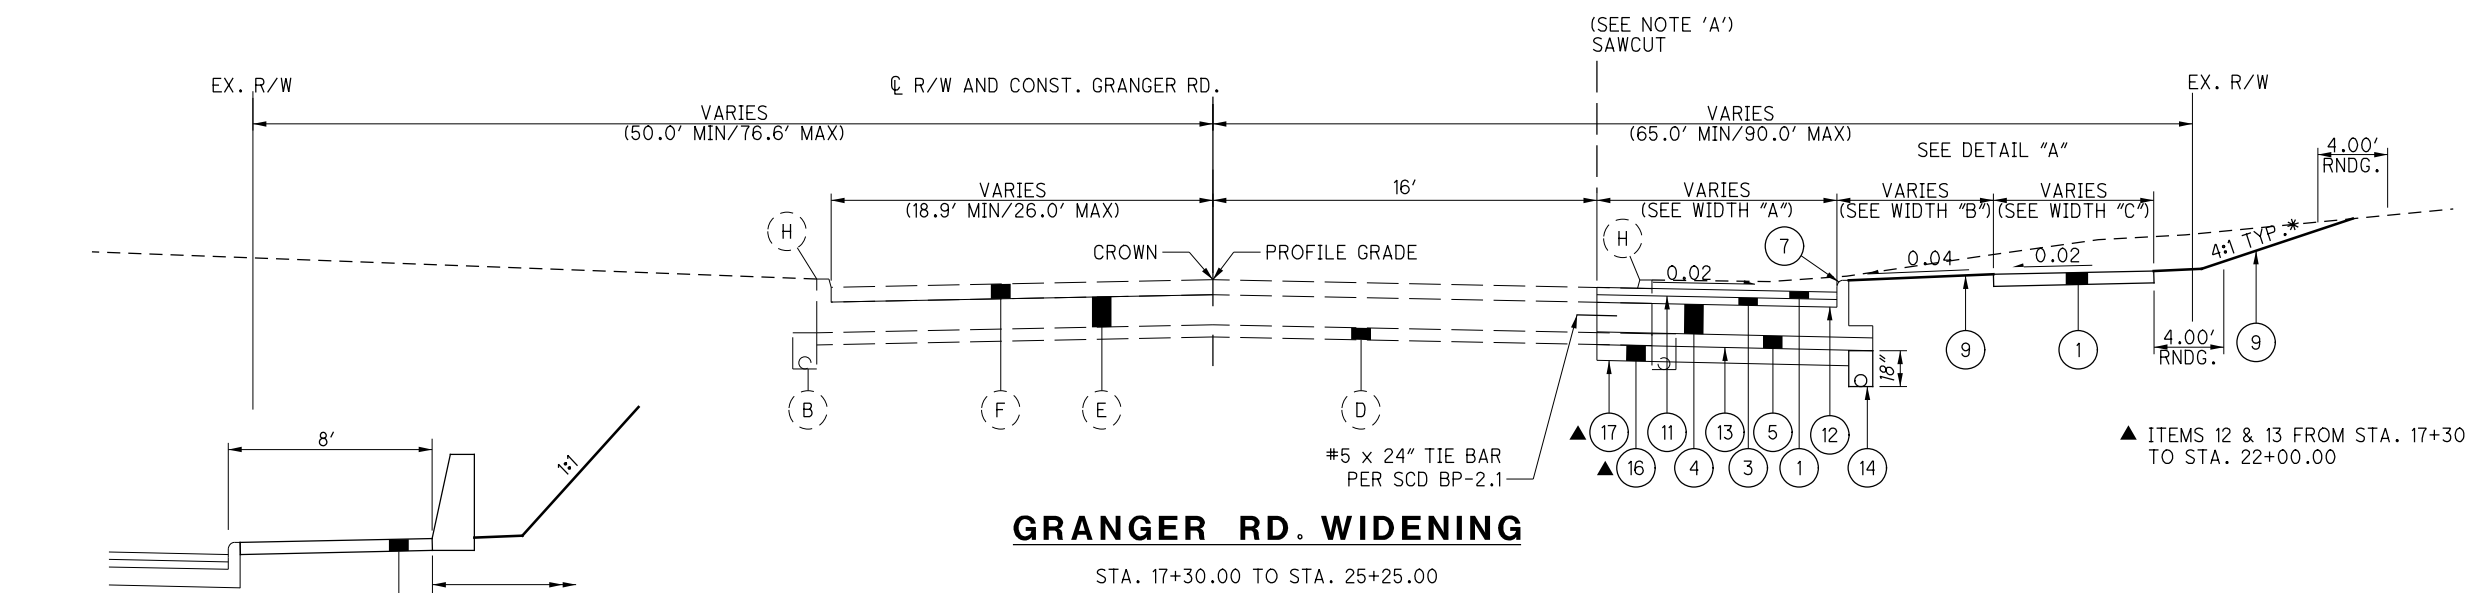 (SEE NOTE 'A')
SAWCUT
EX. R/W
℄ R/W AND CONST. GRANGER RD.
EX. R/W
VARIES
(50.0' MIN/76.6' MAX)
VARIES
(65.0' MIN/90.0' MAX)
SEE DETAIL "A"
4.00'
RNDG.
VARIES
(18.9' MIN/26.0' MAX)
16'
VARIES
(SEE WIDTH "A")
VARIES
(SEE WIDTH "B")
VARIES
(SEE WIDTH "C")
H
CROWN
PROFILE GRADE
H
7
0.02
0.04
0.02
4:1 TYP.*
9
1
4.00'
RNDG.
9
18"
B
F
E
D
#5 x 24" TIE BAR
PER SCD BP-2.1
▲ 17
11
13
5
12
▲ 16
4
3
1
14
▲ ITEMS 12 & 13 FROM STA. 17+30
TO STA. 22+00.00
8'
1:1
GRANGER RD. WIDENING
STA. 17+30.00 TO STA. 25+25.00